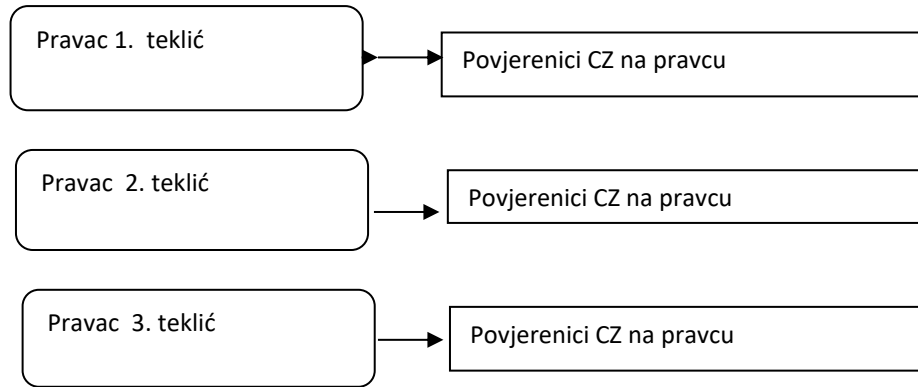 Pravac 1.  teklić
Povjerenici CZ na pravcu
Pravac  2. teklić
Povjerenici CZ na pravcu
Pravac  3. teklić
Povjerenici CZ na pravcu